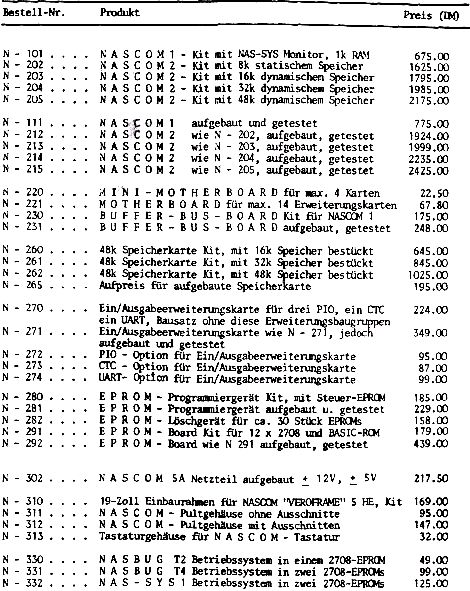 Bestell-Nr. Produkt Preis (DM)
N - 101 . . . . N A S C O M 1 - Kit mit NAS-SYS Monitor, 1k RAM 675.00
N - 202 . . . . N A S C O M 2 - Kit mit 8k statischem Speicher 1625.00
N - 203 . . . . N A S C O M 2 - Kit mit 16k dynamischem Speicher 1795.00
N - 204 . . . . N A S C O M 2 - Kit mit 32k dynamischem Speicher 1985.00
N - 205 . . . . N A S C O M 2 - Kit mit 48k dynamischem Speicher 2175.00
N - 111 . . . . N A S C O M 1 aufgebaut und getestet 775.00
N - 212 . . . . N A S C O M 2 wie N - 202, aufgebaut, getestet 1924.00
N - 213 . . . . N A S C O M 2 wie N - 203, aufgebaut, getestet 1999.00
N - 214 . . . . N A S C O M 2 wie N - 204, aufgebaut, getestet 2235.00
N - 215 . . . . N A S C O M 2 wie N - 205, aufgebaut, getestet 2425.00
N - 220 . . . . M I N I - M O T H E R B O A R D für max. 4 Karten 22,50
N - 221 . . . . M O T H E R B O A R D für max. 14 Erweiterungskarten 67.80
N - 230 . . . . B U F F E R - B U S - B O A R D Kit für NASCOM 1 175.00
N - 231 . . . . B U F F E R - B U S - B O A R D aufgebaut, getestet 248.00
N - 260 . . . . 48k Speicherkarte Kit, mit 16k Speicher bestückt 645.00
N - 261 . . . . 48k Speicherkarte Kit, mit 32k Speicher bestückt 845.00
N - 262 . . . . 48k Speicherkarte Kit, mit 48k Speicher bestückt 1025.00
N - 265 . . . . Aufpreis für aufgebaute Speicherkarte 195.00
N - 270 . . . . Ein/Ausgabeerweiterungskarte für drei PIO, ein CTC 224.00
ein UART, Bausatz ohne diese Erweiterungsbaugruppen
N - 271 . . . . Ein/Ausgabeerweiterungskarte wie N - 271, jedoch 349.00
aufgebaut und getestet
N - 272 . . . . PIO - Option für Ein/Ausgabeerweiterungskarte 95.00
N - 273 . . . . CTC - Option für Ein/Ausgabeerweiterungskarte 87.00
N - 274 . . . . UART- Option für Ein/Ausgabeerweiterungskarte 99.00
N - 280 . . . . E P R O M - Programmiergerät Kit, mit Steuer-EPROM 185.00
N - 281 . . . . E P R O M - Programmiergerät aufgebaut u. getestet 229.00
N - 282 . . . . E P R O M - Löschgerät für ca. 30 Stück EPROMs 158.00
N - 291 . . . . E P R O M - Board Kit für 12 x 2708 und BASIC-ROM 179.00
N - 292 . . . . E P R O M - Board wie N 291 aufgebaut, getestet 439.00
N - 302 . . . . N A S C O M 5A Netzteil aufgebaut ± 12V, ± 5V 217.50
N - 310 . . . . 19-Zoll Einbaurahmen für NASCOM "VEROFRAME" 5 HE, Kit 169.00
N - 311 . . . . N A S C O M - Pultgehäuse ohne Ausschnitte 95.00
N - 312 . . . . N A S C O M - Pultgehäuse mit Ausschnitten 147.00
N - 313 . . . . Tastaturgehäuse für N A S C O M - Tastatur 32.00
N - 330 . . . . N A S B U G T2 Betriebssystem in einem 2708-EPROM 49.00
N - 331 . . . . N A S B U G T4 Betriebssystem in zwei 2708-EPROMs 99.00
N - 332 . . . . N A S - S Y S 1 Betriebssystem in zwei 2708-EPROMs 125.00